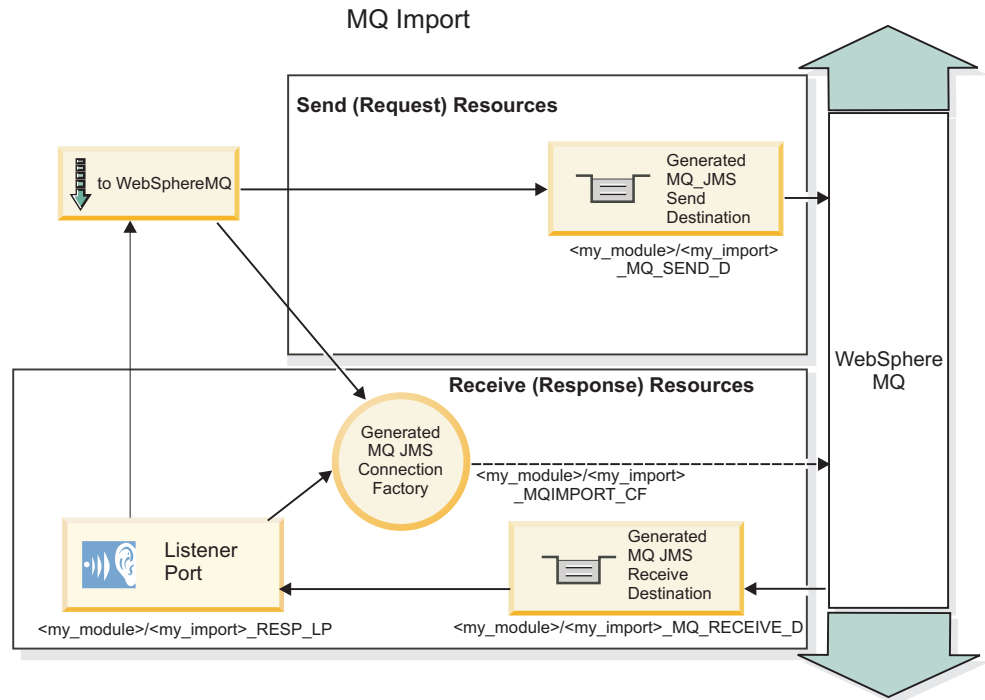 MQ Import
Send (Request) Resources
to WebSphereMQ
Generated
MQ_JMS
Send
Destination
<my_module>/<my_import>
_MQ_SEND_D
WebSphere
MQ
Receive (Response) Resources
Generated
MQ JMS
Connection
Factory
<my_module>/<my_import>
_MQIMPORT_CF
Listener
Port
<my_module>/<my_import>_RESP_LP
Generated
MQ JMS
Receive
Destination
<my_module>/<my_import>_MQ_RECEIVE_D